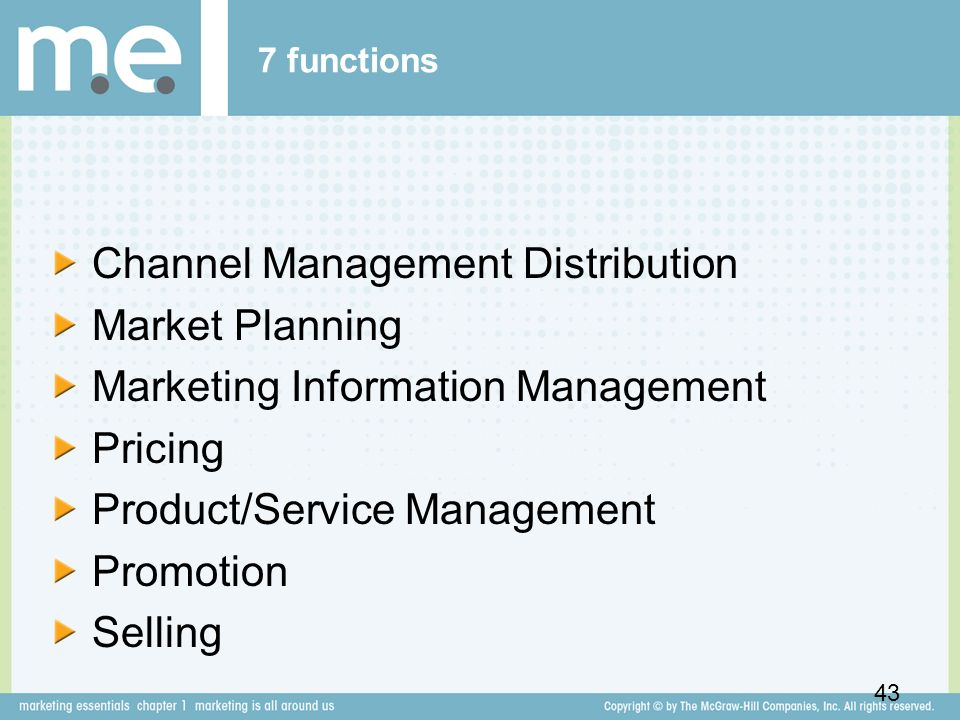 m.e.
7 functions
Channel Management Distribution
Market Planning
Marketing Information Management
Pricing
Product/Service Management
Promotion
Selling
43
marketing essentials chapter 1 marketing is all around us
Copyright © by The McGraw-Hill Companies, Inc. All rights reserved.